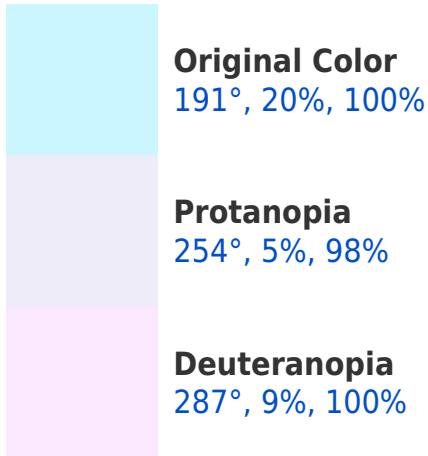 Original Color
191°, 20%, 100%
Protanopia
254°, 5%, 98%
Deuteranopia
287°, 9%, 100%